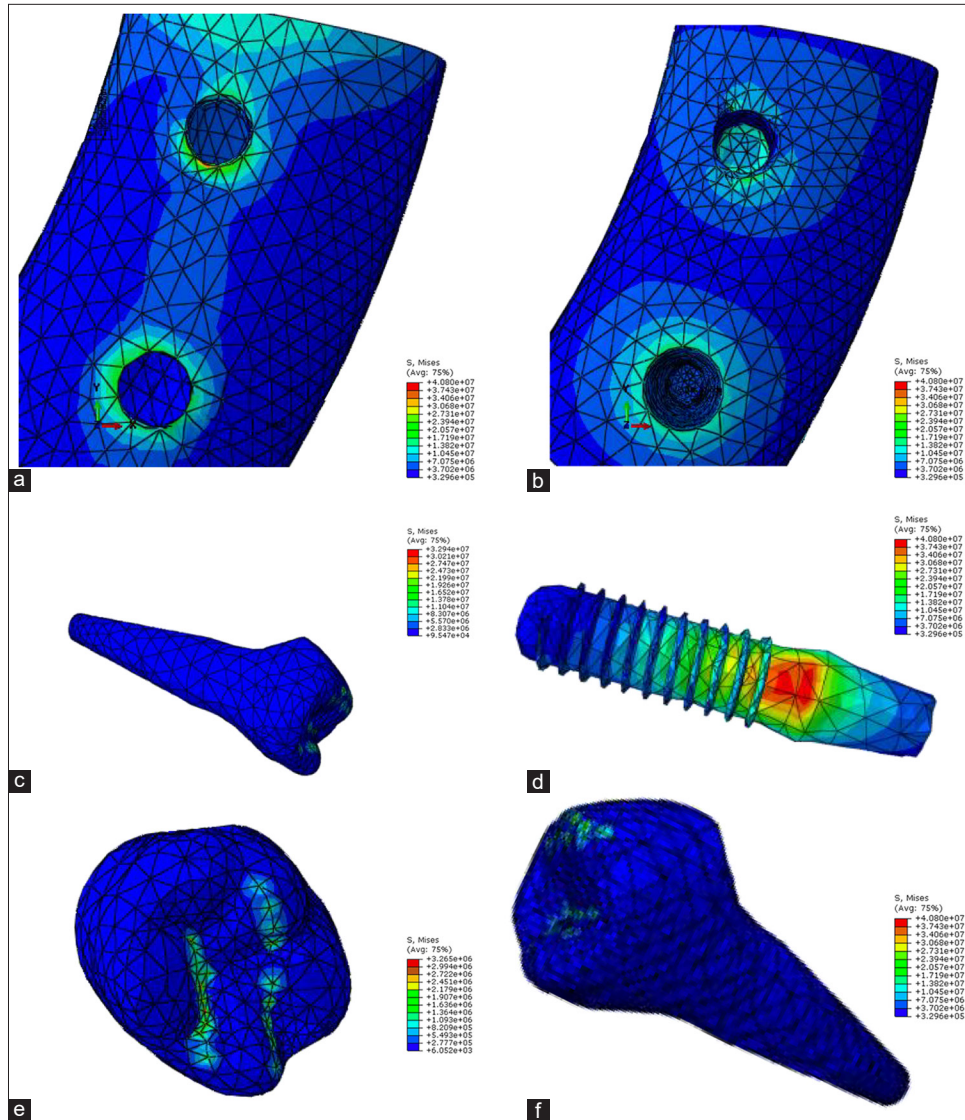 S, Mises
(Avg: 75%)
+4.080e+07
+3.743e+07
+3.406e+07
+3.068e+07
+2.731e+07
+2.394e+07
+2.057e+07
+1.719e+07
+1.382e+07
+1.045e+07
+7.075e+06
+3.702e+06
+3.296e+05
a
S, Mises
(Avg: 75%)
+4.080e+07
+3.743e+07
+3.406e+07
+3.068e+07
+2.731e+07
+2.394e+07
+2.057e+07
+1.719e+07
+1.382e+07
+1.045e+07
+7.075e+06
+3.702e+06
+3.296e+05
b
S, Mises
(Avg: 75%)
+3.294e+07
+3.021e+07
+2.747e+07
+2.473e+07
+2.199e+07
+1.926e+07
+1.652e+07
+1.378e+07
+1.104e+07
+8.307e+06
+5.570e+06
+2.833e+06
+9.547e+04
c
S, Mises
(Avg: 75%)
+4.080e+07
+3.743e+07
+3.406e+07
+3.068e+07
+2.731e+07
+2.394e+07
+2.057e+07
+1.719e+07
+1.382e+07
+1.045e+07
+7.075e+06
+3.702e+06
+3.296e+05
d
S, Mises
(Avg: 75%)
+3.265e+06
+2.994e+06
+2.722e+06
+2.451e+06
+2.179e+06
+1.907e+06
+1.636e+06
+1.364e+06
+1.093e+06
+8.209e+05
+5.493e+05
+2.777e+05
+6.052e+03
e
S, Mises
(Avg: 75%)
+4.080e+07
+3.743e+07
+3.406e+07
+3.068e+07
+2.731e+07
+2.394e+07
+2.057e+07
+1.719e+07
+1.382e+07
+1.045e+07
+7.075e+06
+3.702e+06
+3.296e+05
f